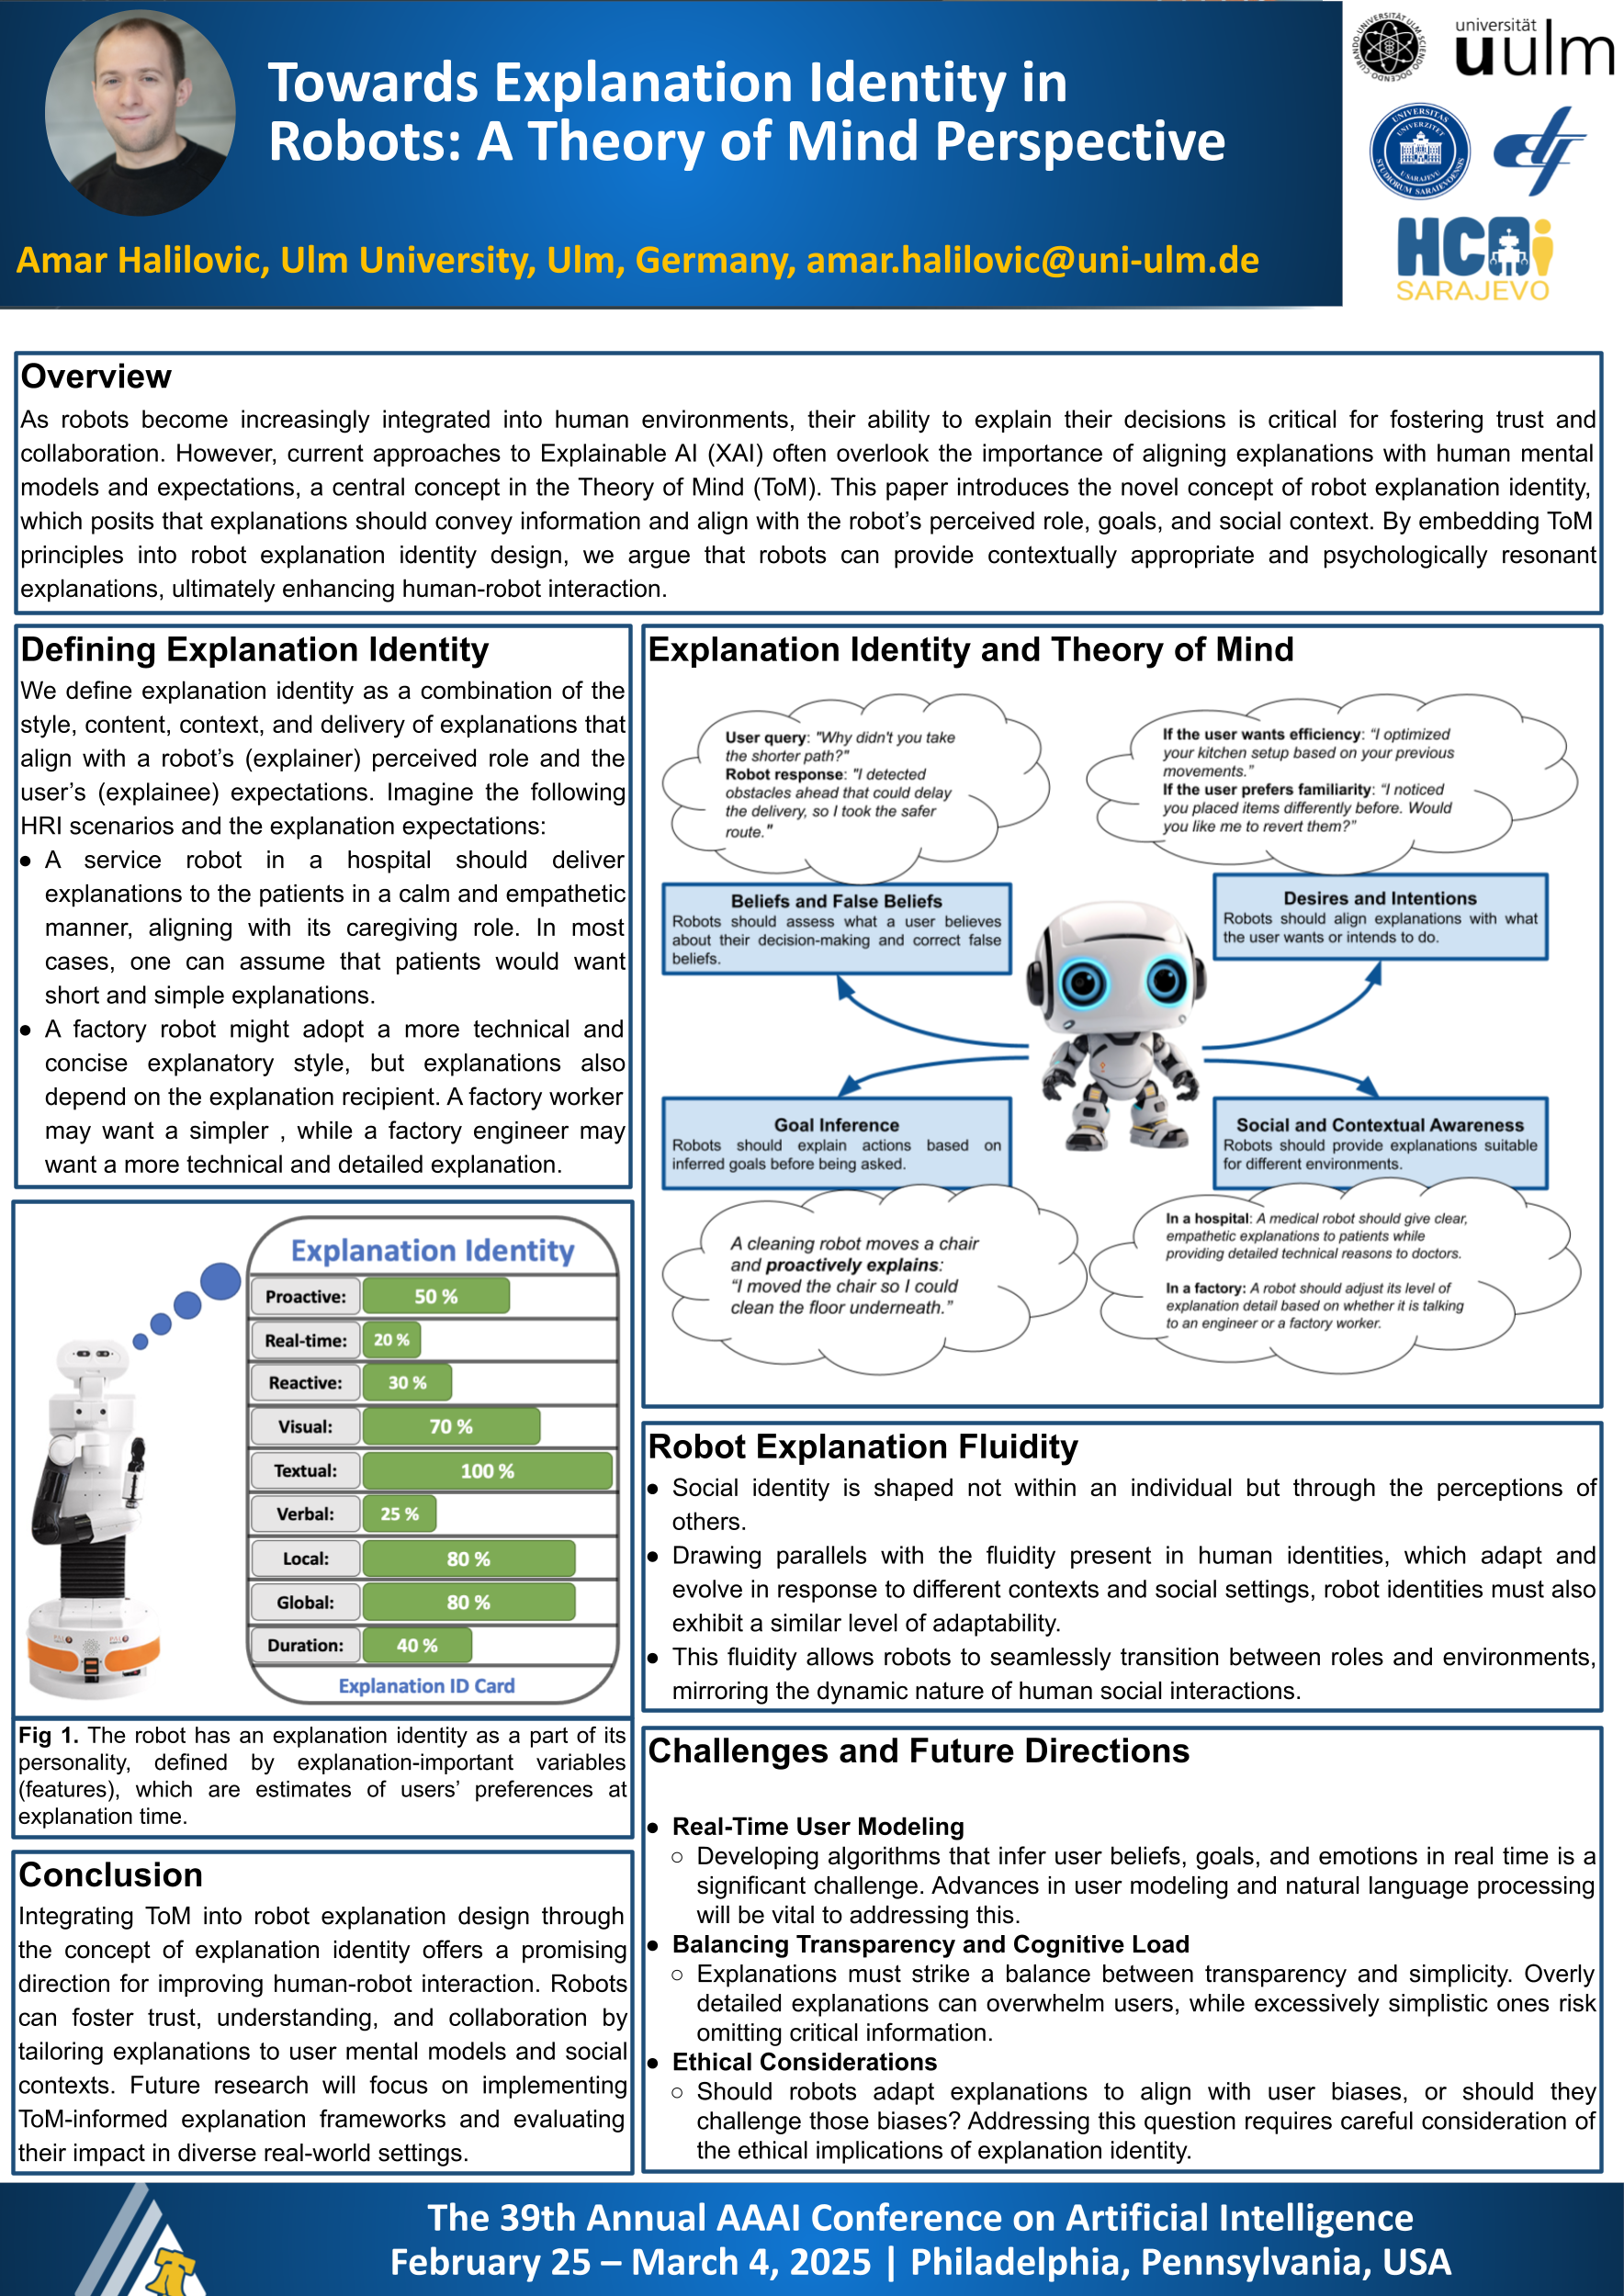 Towards Explanation Identity in
Robots: A Theory of Mind Perspective
Amar Halilovic, Ulm University, Ulm, Germany, amar.halilovic@uni-ulm.de
universität
uulm
HCAi
SARAJEVO
Overview
As robots become increasingly integrated into human environments, their ability to explain their decisions is critical for fostering trust and
collaboration. However, current approaches to Explainable AI (XAI) often overlook the importance of aligning explanations with human mental
models and expectations, a central concept in the Theory of Mind (ToM). This paper introduces the novel concept of robot explanation identity,
which posits that explanations should convey information and align with the robot's perceived role, goals, and social context. By embedding ToM
principles into robot explanation identity design, we argue that robots can provide contextually appropriate and psychologically resonant
explanations, ultimately enhancing human-robot interaction.
Defining Explanation Identity
We define explanation identity as a combination of the
style, content, context, and delivery of explanations that
align with a robot's (explainer) perceived role and the
user's (explainee) expectations. Imagine the following
HRI scenarios and the explanation expectations:
● A service robot in a hospital should deliver
explanations to the patients in a calm and empathetic
manner, aligning with its caregiving role. In most
cases, one can assume that patients would want
short and simple explanations.
● A factory robot might adopt a more technical and
concise explanatory style, but explanations also
depend on the explanation recipient. A factory worker
may want a simpler , while a factory engineer may
want a more technical and detailed explanation.
Explanation Identity
Proactive: 50 %
Real-time: 20 %
Reactive: 30 %
Visual: 70 %
Textual: 100 %
Verbal: 25 %
Local: 80 %
Global: 80 %
Duration: 40 %
Explanation ID Card
Fig 1. The robot has an explanation identity as a part of its
personality, defined by explanation-important variables
(features), which are estimates of users' preferences at
explanation time.
Conclusion
Integrating ToM into robot explanation design through
the concept of explanation identity offers a promising
direction for improving human-robot interaction. Robots
can foster trust, understanding, and collaboration by
tailoring explanations to user mental models and social
contexts. Future research will focus on implementing
ToM-informed explanation frameworks and evaluating
their impact in diverse real-world settings.
Explanation Identity and Theory of Mind
User query: "Why didn't you take
the shorter path?"
Robot response: "I detected
obstacles ahead that could delay
the delivery, so I took the safer
route."
If the user wants efficiency: “I optimized
your kitchen setup based on your previous
movements.”
If the user prefers familiarity: “I noticed
you placed items differently before. Would
you like me to revert them?”
Beliefs and False Beliefs
Robots should assess what a user believes
about their decision-making and correct false
beliefs.
Desires and Intentions
Robots should align explanations with what
the user wants or intends to do.
Goal Inference
Robots should explain actions based on
inferred goals before being asked.
Social and Contextual Awareness
Robots should provide explanations suitable
for different environments.
A cleaning robot moves a chair
and proactively explains:
“I moved the chair so I could
clean the floor underneath.”
In a hospital: A medical robot should give clear,
empathetic explanations to patients while
providing detailed technical reasons to doctors.
In a factory: A robot should adjust its level of
explanation detail based on whether it is talking
to an engineer or a factory worker.
Robot Explanation Fluidity
● Social identity is shaped not within an individual but through the perceptions of
others.
● Drawing parallels with the fluidity present in human identities, which adapt and
evolve in response to different contexts and social settings, robot identities must also
exhibit a similar level of adaptability.
● This fluidity allows robots to seamlessly transition between roles and environments,
mirroring the dynamic nature of human social interactions.
Challenges and Future Directions
● Real-Time User Modeling
○ Developing algorithms that infer user beliefs, goals, and emotions in real time is a
significant challenge. Advances in user modeling and natural language processing
will be vital to addressing this.
● Balancing Transparency and Cognitive Load
○ Explanations must strike a balance between transparency and simplicity. Overly
detailed explanations can overwhelm users, while excessively simplistic ones risk
omitting critical information.
● Ethical Considerations
○ Should robots adapt explanations to align with user biases, or should they
challenge those biases? Addressing this question requires careful consideration of
the ethical implications of explanation identity.
The 39th Annual AAAI Conference on Artificial Intelligence
February 25 – March 4, 2025 | Philadelphia, Pennsylvania, USA